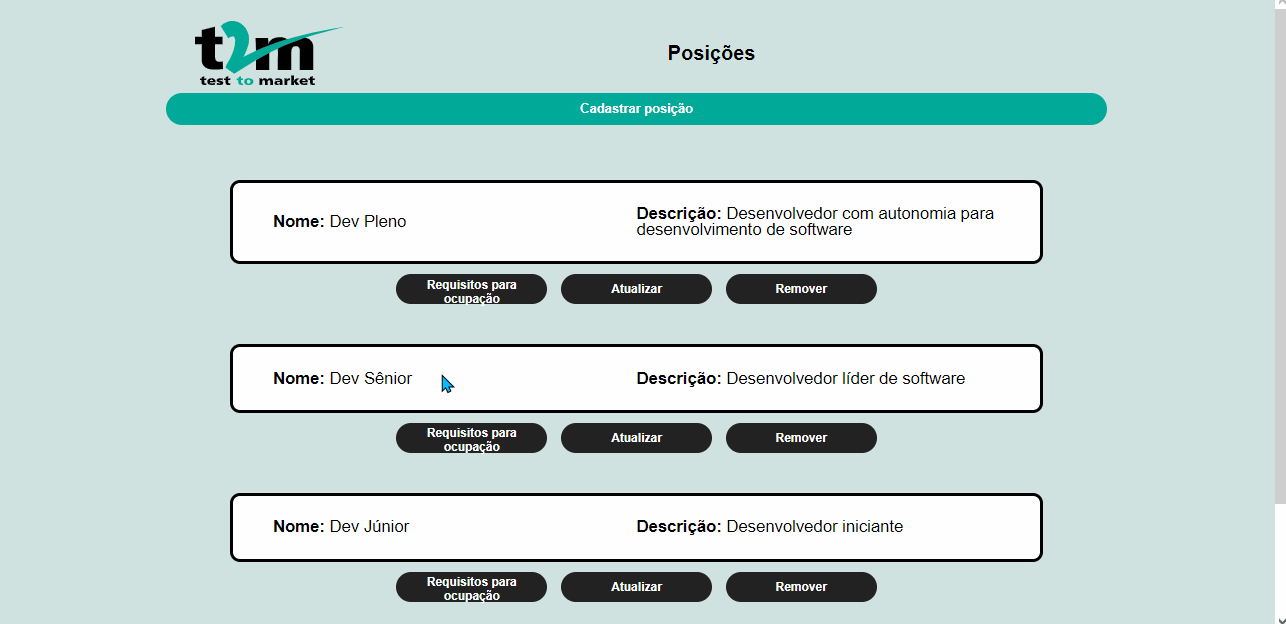 t2m
test to market
Posições
Cadastrar posição
Nome: Dev Pleno
Descrição: Desenvolvedor com autonomia para
desenvolvimento de software
Requisitos para
ocupação
Atualizar
Remover
Nome: Dev Sênior
Descrição: Desenvolvedor líder de software
Requisitos para
ocupação
Atualizar
Remover
Nome: Dev Júnior
Descrição: Desenvolvedor iniciante
Requisitos para
ocupação
Atualizar
Remover